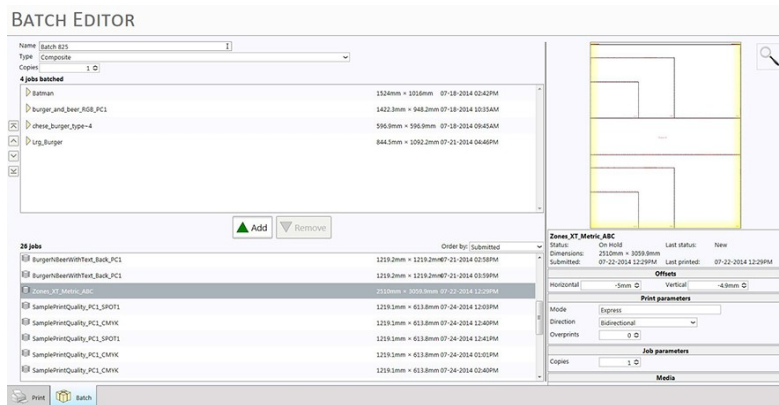 BATCH EDITOR
Name Batch 825
Type Composite
Copies 1
4 jobs batched
Batman 1524mm × 1016mm 07-18-2014 02:42PM
burger_and_beer_RGB_PC1 1422.3mm × 948.2mm 07-18-2014 10:35AM
chese_burger_type~4 596.9mm × 596.9mm 07-18-2014 09:45AM
Lrg_Burger 844.5mm × 1092.2mm 07-21-2014 04:46PM
Add Remove
26 jobs Order by: Submitted
BurgerNBeerWithText_Back_PC1 1219.2mm × 1219.2mm 07-21-2014 02:58PM
BurgerNBeerWithText_Back_PC1 1219.2mm × 1219.2mm 07-21-2014 03:59PM
Zones_XT_Metric_ABC 2510mm × 3059.9mm 07-22-2014 12:29PM
SamplePrintQuality_PC1_SPOT1 1219.1mm × 613.8mm 07-24-2014 12:03PM
SamplePrintQuality_PC1_CMYK 1219.1mm × 613.8mm 07-24-2014 12:40PM
SamplePrintQuality_PC1_SPOT1 1219.1mm × 613.8mm 07-24-2014 12:41PM
SamplePrintQuality_PC1_CMYK 1219.1mm × 613.8mm 07-24-2014 01:01PM
SamplePrintQuality_PC1_CMYK 1219.1mm × 613.8mm 07-24-2014 02:40PM
Zones_XT_Metric_ABC
Status: On Hold Last status: New
Dimensions: 2510mm × 3059.9mm
Submitted: 07-22-2014 12:29PM Last printed: 07-22-2014 12:29PM
Offsets
Horizontal -5mm Vertical -4.9mm
Print parameters
Mode Express
Direction Bidirectional
Overprints 0
Job parameters
Copies 1
Media
Print Batch